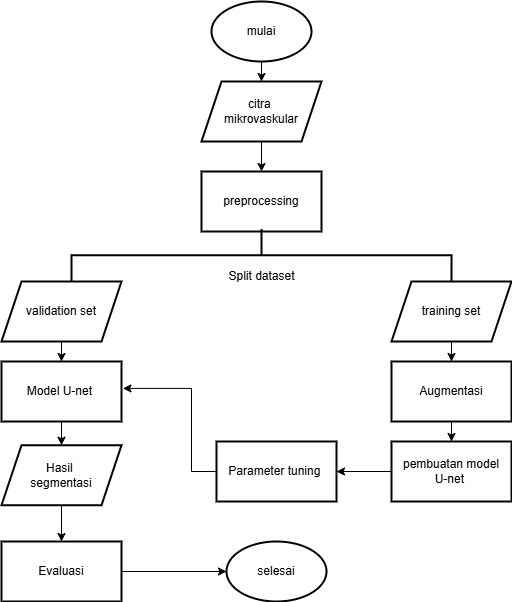 mulai
citra
mikrovaskular
preprocessing
Split dataset
validation set
training set
Model U-net
Augmentasi
Hasil
segmentasi
Parameter tuning
pembuatan model
U-net
Evaluasi
selesai